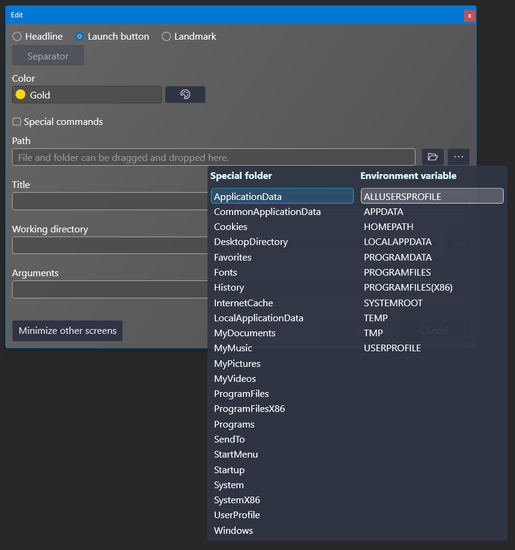 Edit
Headline Launch button Landmark
Separator
Color
Gold
Special commands
Path
File and folder can be dragged and dropped here.
Title
Working directory
Arguments
Minimize other screens
Cancel
Special folder
ApplicationData
CommonApplicationData
Cookies
DesktopDirectory
Favorites
Fonts
History
InternetCache
LocalApplicationData
MyDocuments
MyMusic
MyPictures
MyVideos
ProgramFiles
ProgramFilesX86
Programs
SendTo
StartMenu
Startup
System
SystemX86
UserProfile
Windows
Environment variable
ALLUSERSPROFILE
APPDATA
HOMEPATH
LOCALAPPDATA
PROGRAMDATA
PROGRAMFILES
PROGRAMFILES(X86)
SYSTEMROOT
TEMP
TMP
USERPROFILE